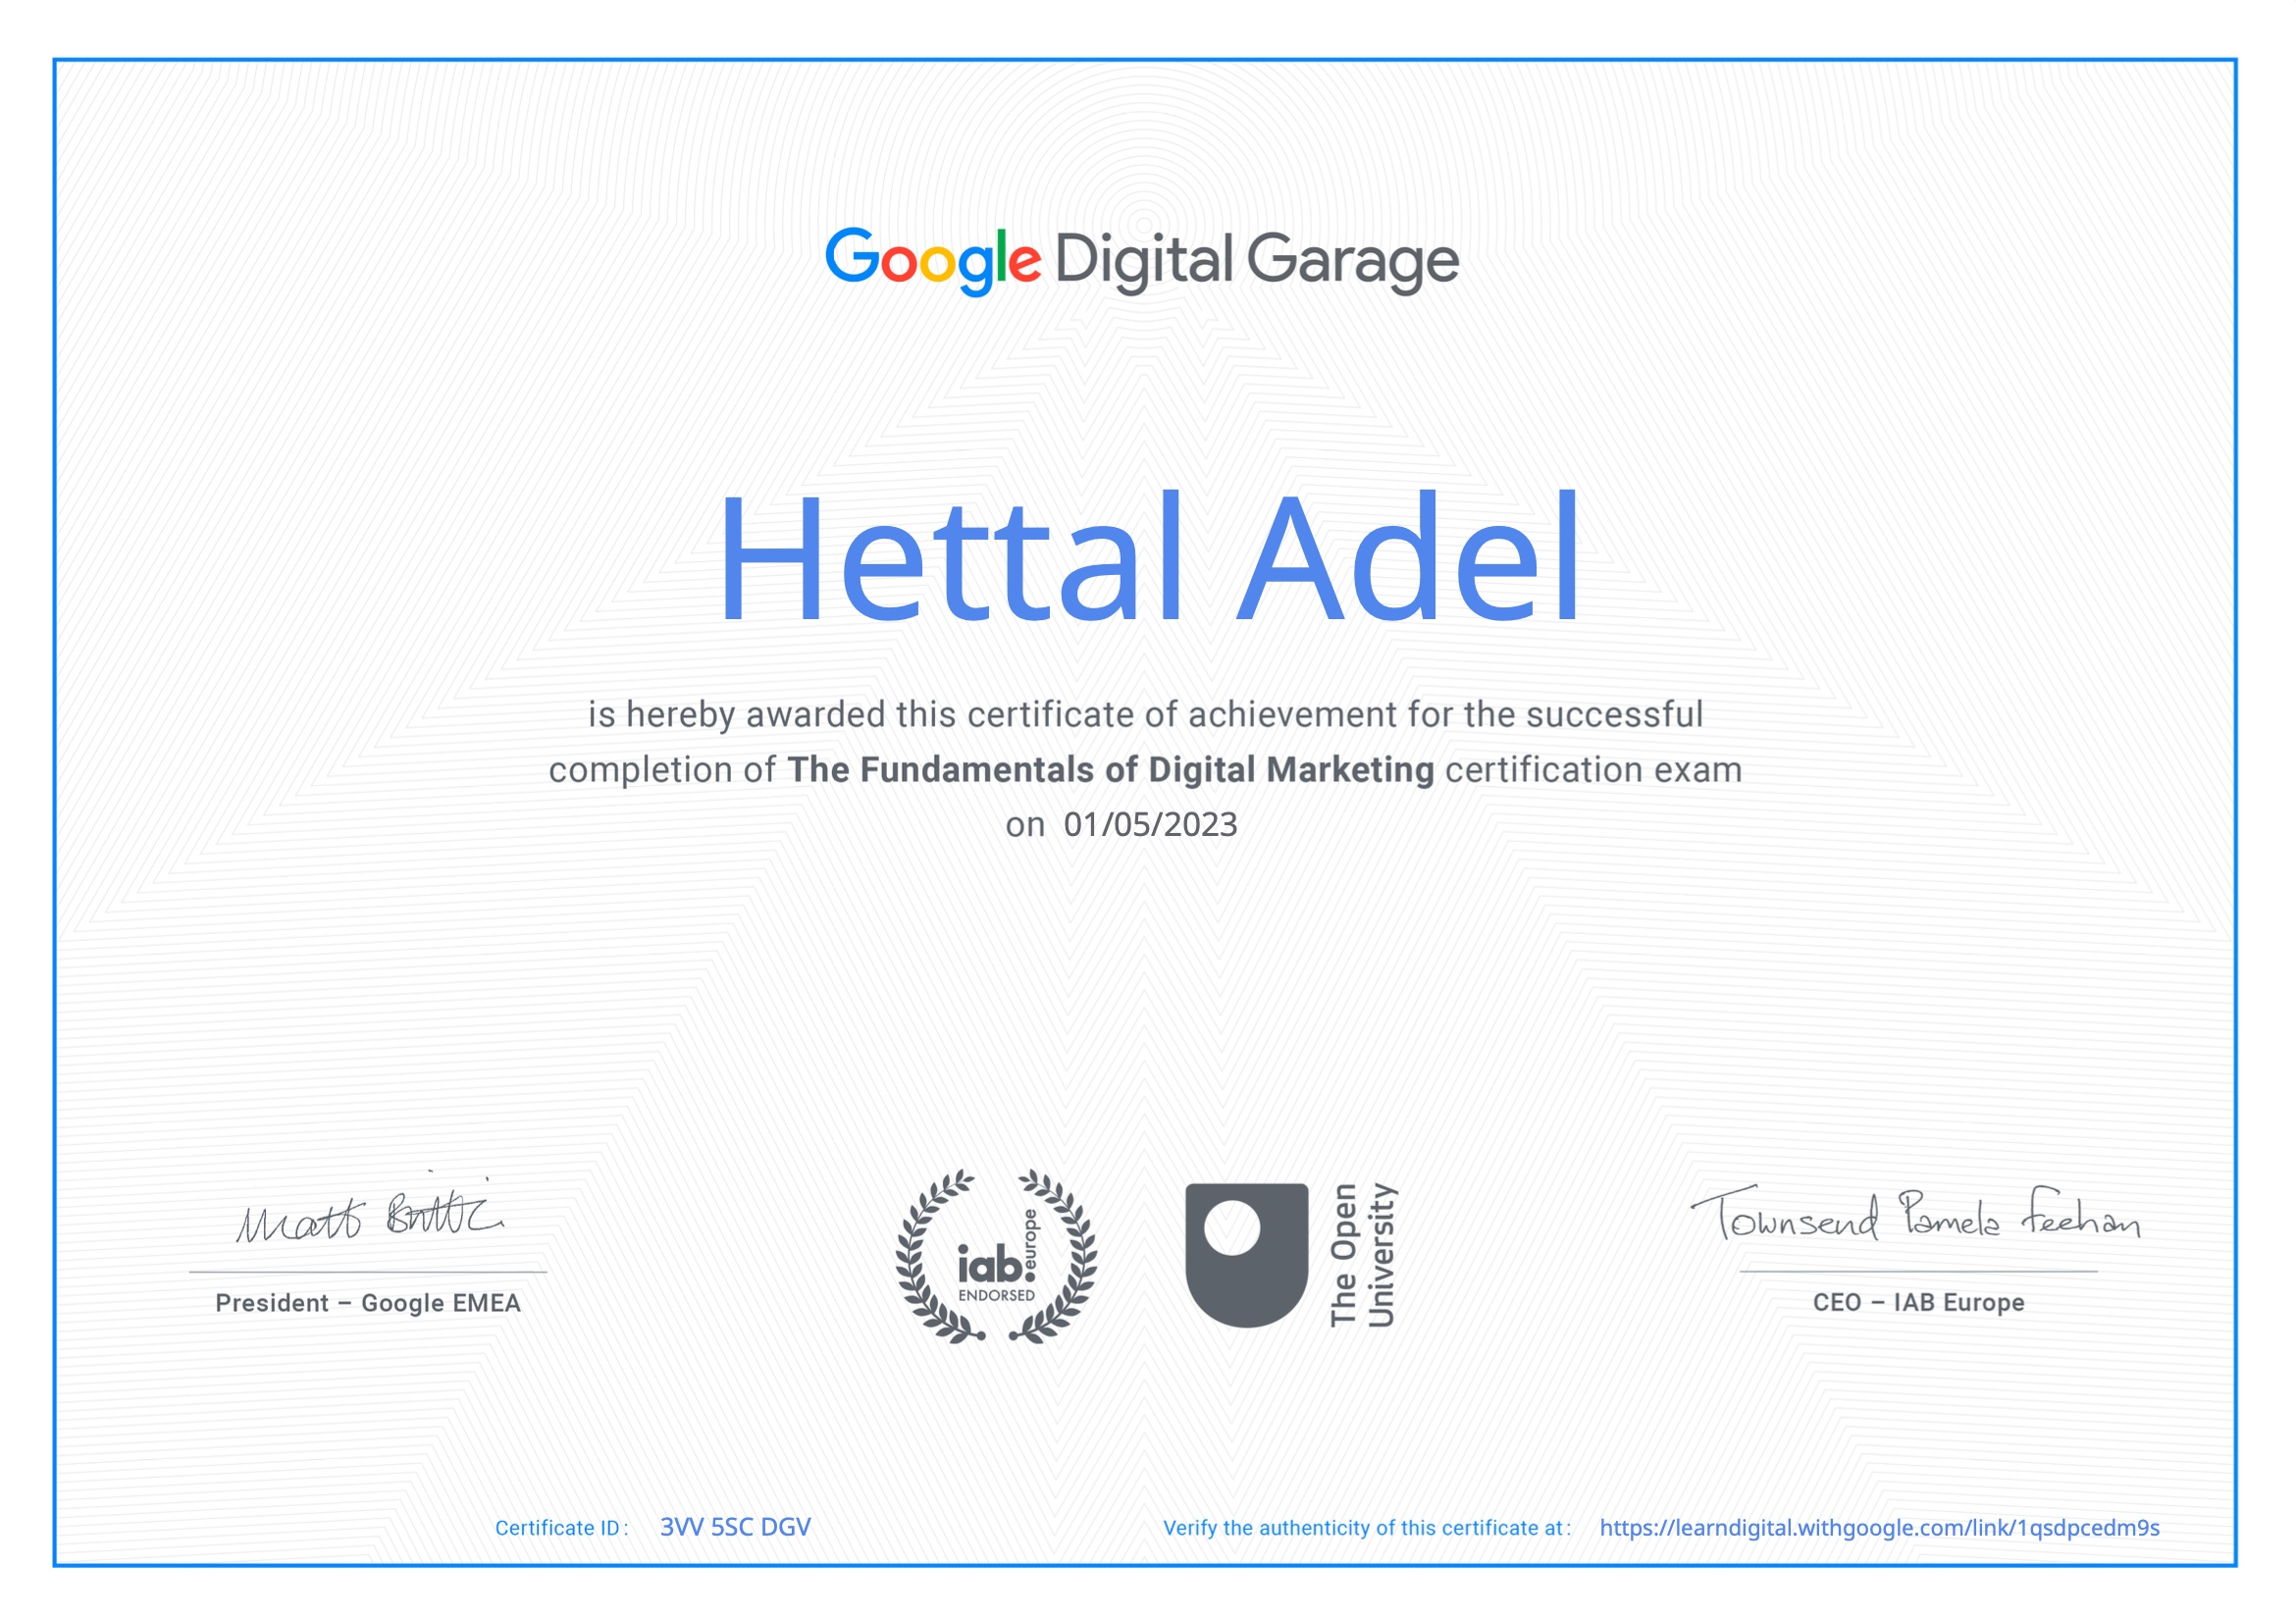 Google Digital Garage
Hettal Adel
is hereby awarded this certificate of achievement for the successful
completion of The Fundamentals of Digital Marketing certification exam
on 01/05/2023
Matt Brittin
President – Google EMEA
iab europe
ENDORSED
The Open
University
Townsend Pamela Feehan
CEO – IAB Europe
Certificate ID : 3VV 5SC DGV
Verify the authenticity of this certificate at : https://learndigital.withgoogle.com/link/1qsdpcedm9s